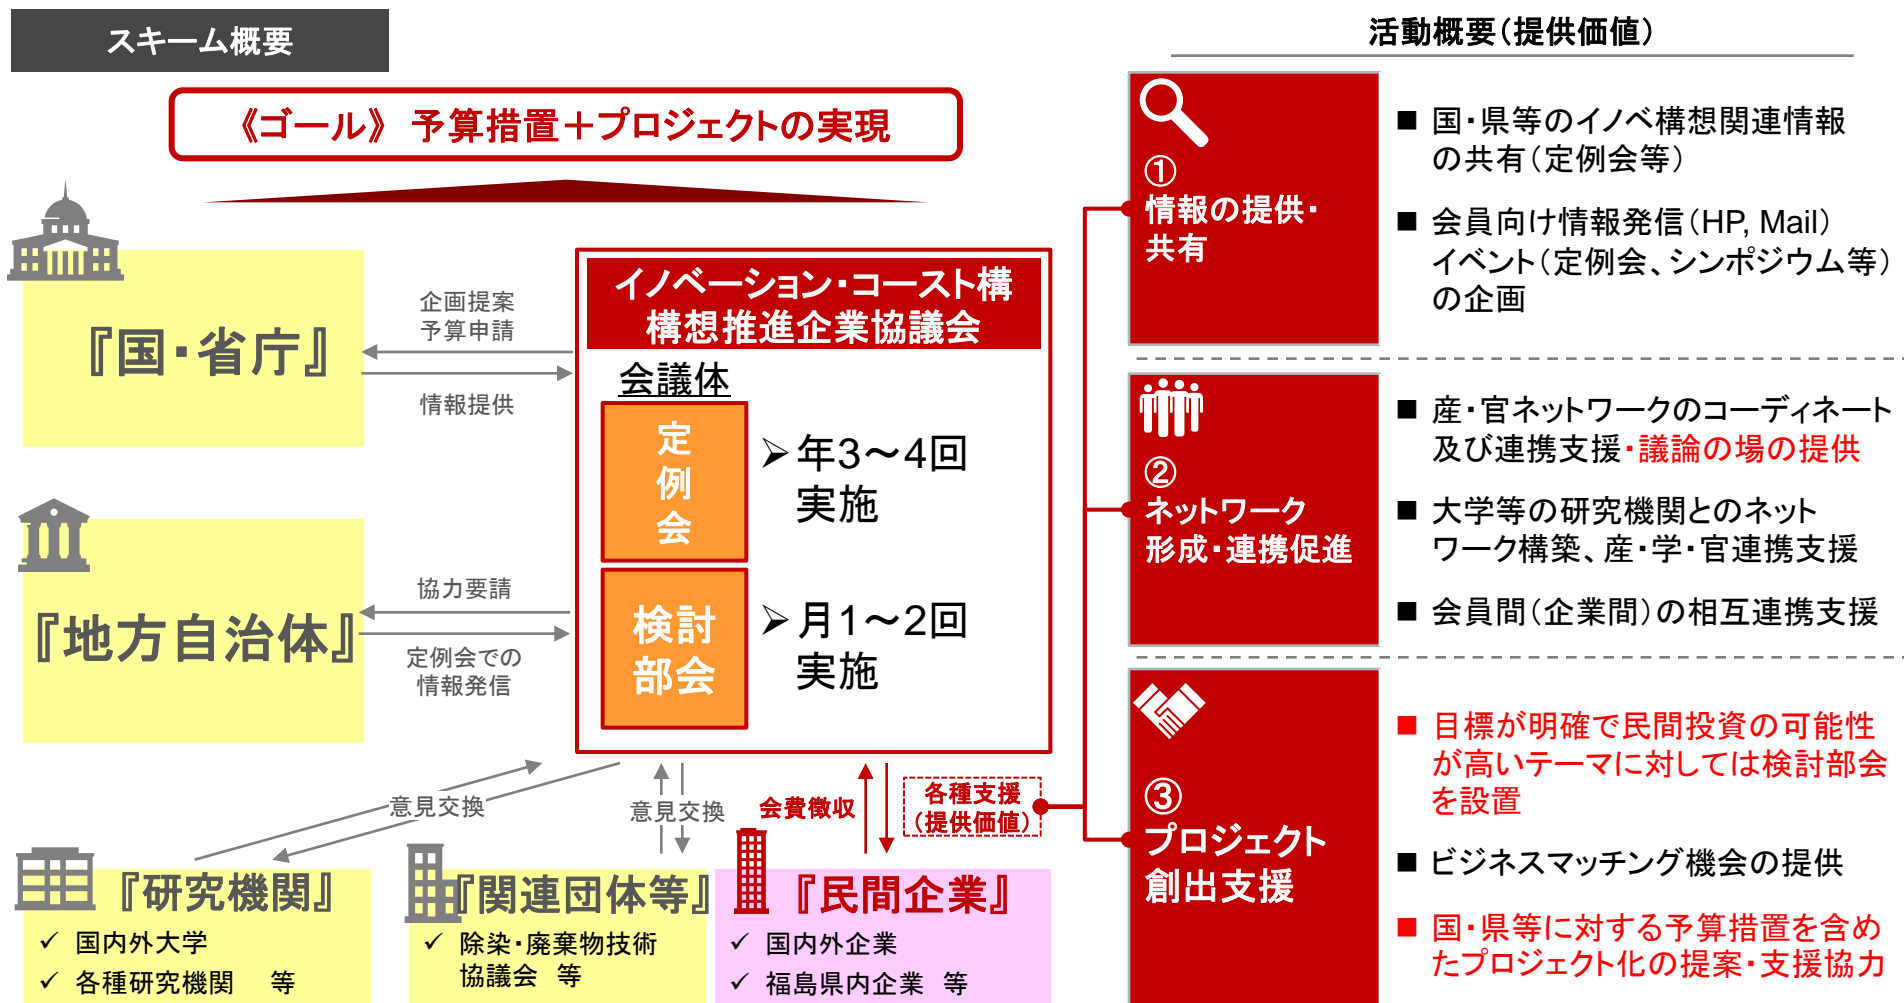 スキーム概要
《ゴール》 予算措置＋プロジェクトの実現
『国・省庁』
企画提案
予算申請
情報提供
『地方自治体』
協力要請
定例会での
情報発信
イノベーション・コースト構
構想推進企業協議会
会議体
定
例
会
➢年3～4回
実施
検討
部会
➢月1～2回
実施
意見交換
意見交換
会費徴収
各種支援
（提供価値）
『研究機関』
✓ 国内外大学
✓ 各種研究機関 等
『関連団体等』
✓ 除染・廃棄物技術
協議会 等
『民間企業』
✓ 国内外企業
✓ 福島県内企業 等
活動概要（提供価値）
①
情報の提供・
共有
■ 国・県等のイノベ構想関連情報
の共有（定例会等）
■ 会員向け情報発信（HP, Mail）
イベント（定例会、シンポジウム等）
の企画
②
ネットワーク
形成・連携促進
■ 産・官ネットワークのコーディネート
及び連携支援・議論の場の提供
■ 大学等の研究機関とのネット
ワーク構築、産・学・官連携支援
■ 会員間（企業間）の相互連携支援
③
プロジェクト
創出支援
■ 目標が明確で民間投資の可能性
が高いテーマに対しては検討部会
を設置
■ ビジネスマッチング機会の提供
■ 国・県等に対する予算措置を含め
たプロジェクト化の提案・支援協力